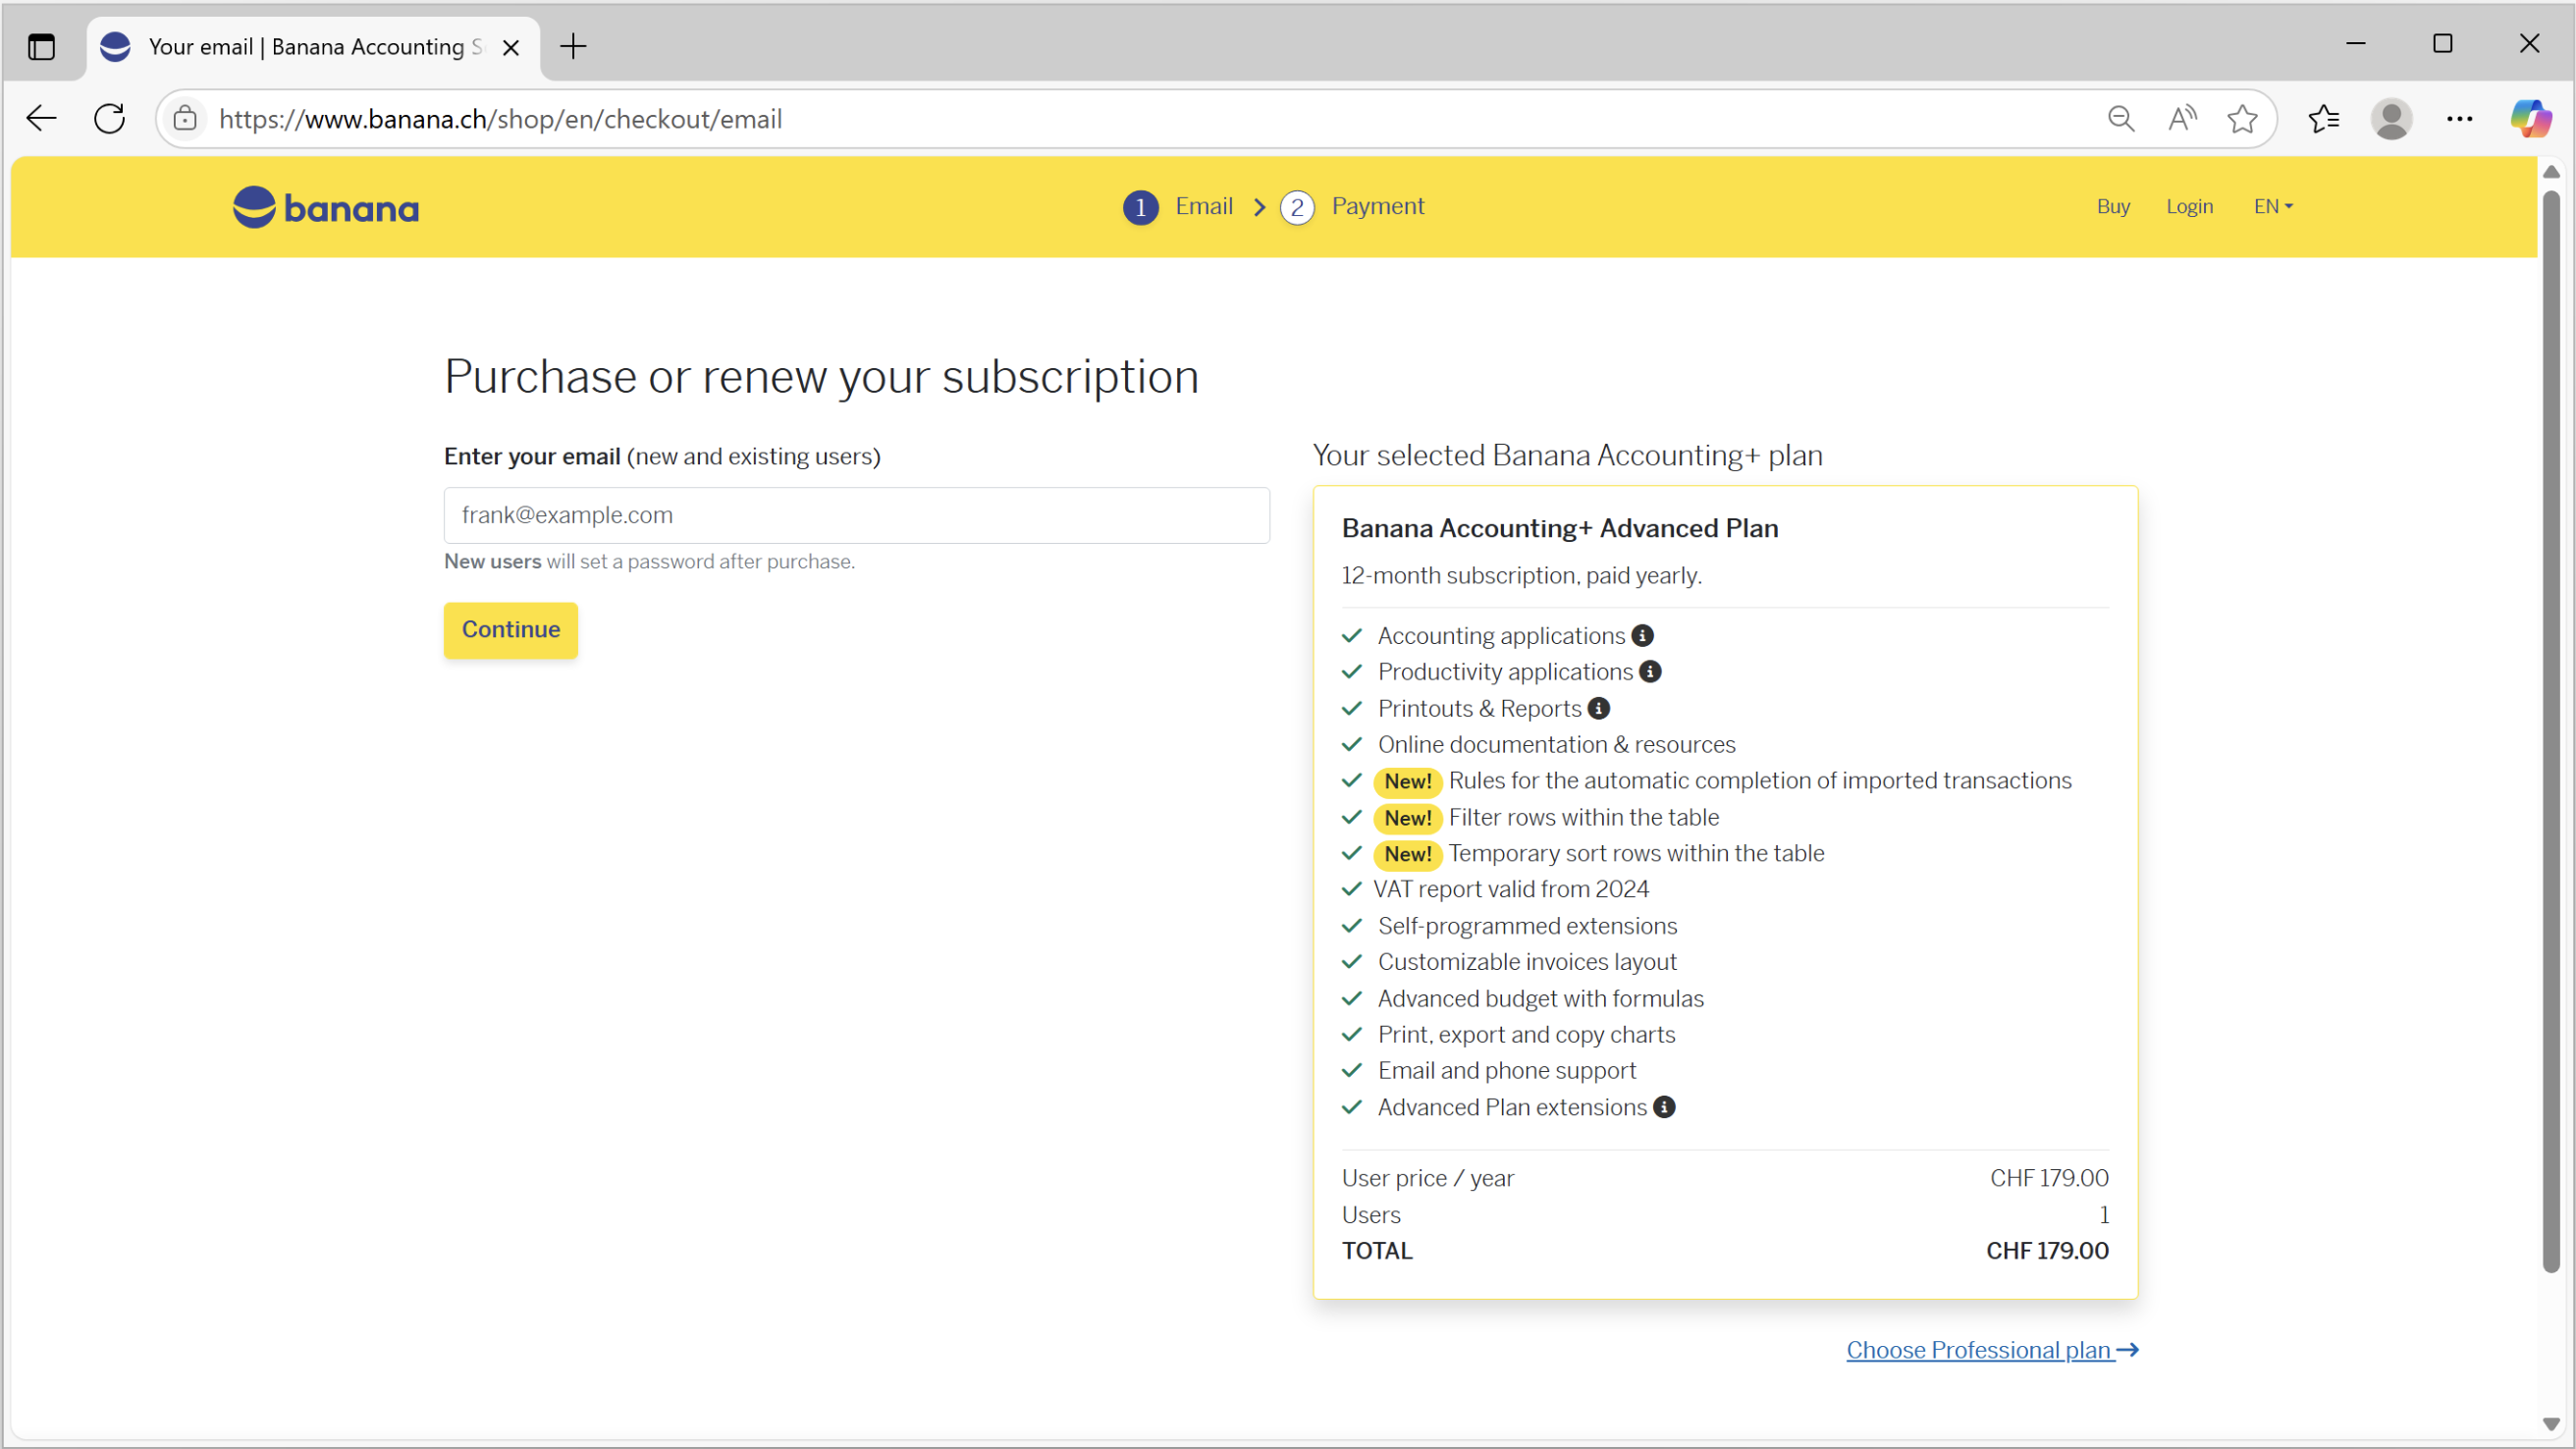 Your email | Banana Accounting S
https://www.banana.ch/shop/en/checkout/email
banana
1 Email 2 Payment
Buy Login EN
Purchase or renew your subscription
Enter your email (new and existing users)
frank@example.com
New users will set a password after purchase.
Continue
Your selected Banana Accounting+ plan
Banana Accounting+ Advanced Plan
12-month subscription, paid yearly.
Accounting applications
Productivity applications
Printouts & Reports
Online documentation & resources
New! Rules for the automatic completion of imported transactions
New! Filter rows within the table
New! Temporary sort rows within the table
VAT report valid from 2024
Self-programmed extensions
Customizable invoices layout
Advanced budget with formulas
Print, export and copy charts
Email and phone support
Advanced Plan extensions
User price / year CHF 179.00
Users 1
TOTAL CHF 179.00
Choose Professional plan